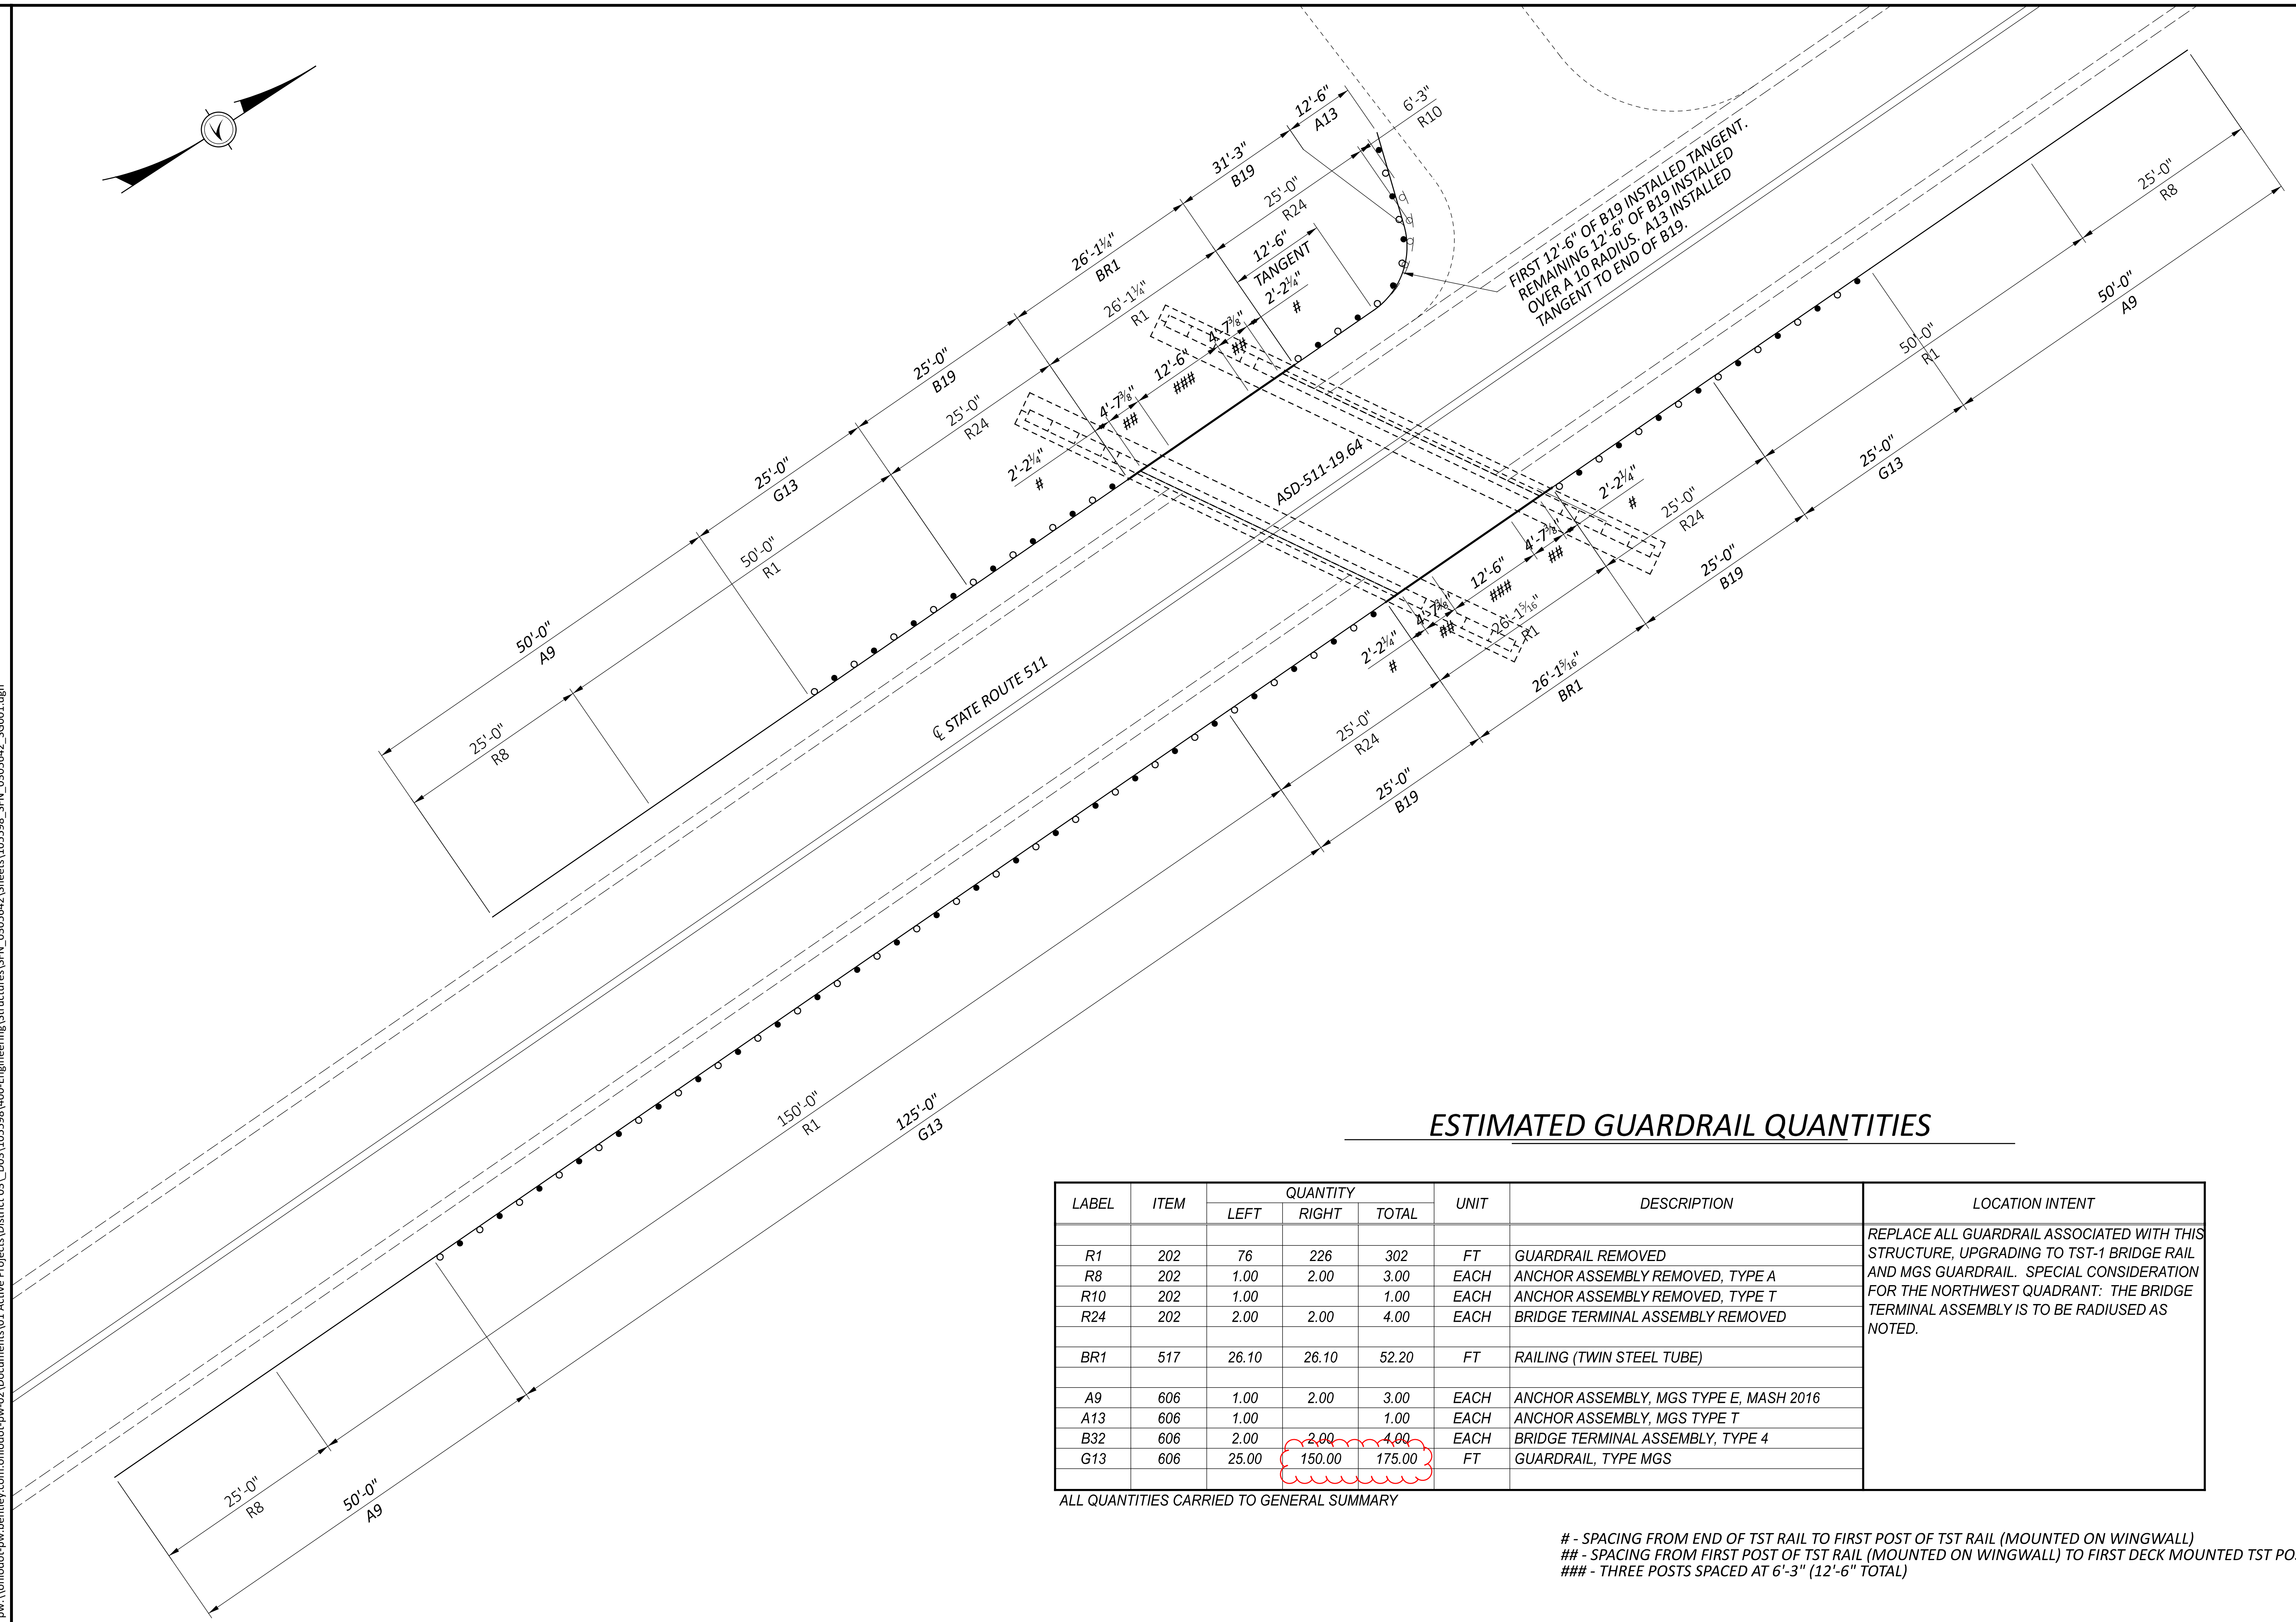 12'-6"
A13
6'-3"
R10
31'-3"
B19
25'-0"
R24
12'-6"
TANGENT
2'-2¼"
#
26'-1¼"
BR1
26'-1¼"
R1
4'-7⅜"
##
12'-6"
###
4'-7⅜"
##
2'-2¼"
#
25'-0"
B19
25'-0"
R24
25'-0"
G13
50'-0"
R1
50'-0"
A9
25'-0"
R8
FIRST 12'-6" OF B19 INSTALLED TANGENT.
REMAINING 12'-6" OF B19 INSTALLED
OVER A 10 RADIUS. A13 INSTALLED
TANGENT TO END OF B19.
ASD-511-19.64
℄ STATE ROUTE 511
25'-0"
R8
50'-0"
A9
50'-0"
R1
25'-0"
G13
2'-2¼"
#
25'-0"
R24
4'-7⅜"
##
25'-0"
B19
12'-6"
###
4'-7⅜"
##
26'-1⁵⁄₁₆"
R1
2'-2¼"
#
26'-1⁵⁄₁₆"
BR1
25'-0"
R24
25'-0"
B19
150'-0"
R1
125'-0"
G13
25'-0"
R8
50'-0"
A9
ESTIMATED GUARDRAIL QUANTITIES
LABEL ITEM QUANTITY UNIT DESCRIPTION LOCATION INTENT
LEFT RIGHT TOTAL
R1 202 76 226 302 FT GUARDRAIL REMOVED
R8 202 1.00 2.00 3.00 EACH ANCHOR ASSEMBLY REMOVED, TYPE A
R10 202 1.00 1.00 EACH ANCHOR ASSEMBLY REMOVED, TYPE T
R24 202 2.00 2.00 4.00 EACH BRIDGE TERMINAL ASSEMBLY REMOVED
BR1 517 26.10 26.10 52.20 FT RAILING (TWIN STEEL TUBE)
A9 606 1.00 2.00 3.00 EACH ANCHOR ASSEMBLY, MGS TYPE E, MASH 2016
A13 606 1.00 1.00 EACH ANCHOR ASSEMBLY, MGS TYPE T
B32 606 2.00 2.00 4.00 EACH BRIDGE TERMINAL ASSEMBLY, TYPE 4
G13 606 25.00 150.00 175.00 FT GUARDRAIL, TYPE MGS
REPLACE ALL GUARDRAIL ASSOCIATED WITH THIS
STRUCTURE, UPGRADING TO TST-1 BRIDGE RAIL
AND MGS GUARDRAIL. SPECIAL CONSIDERATION
FOR THE NORTHWEST QUADRANT: THE BRIDGE
TERMINAL ASSEMBLY IS TO BE RADIUSED AS
NOTED.
ALL QUANTITIES CARRIED TO GENERAL SUMMARY
# - SPACING FROM END OF TST RAIL TO FIRST POST OF TST RAIL (MOUNTED ON WINGWALL)
## - SPACING FROM FIRST POST OF TST RAIL (MOUNTED ON WINGWALL) TO FIRST DECK MOUNTED TST
### - THREE POSTS SPACED AT 6'-3" (12'-6" TOTAL)